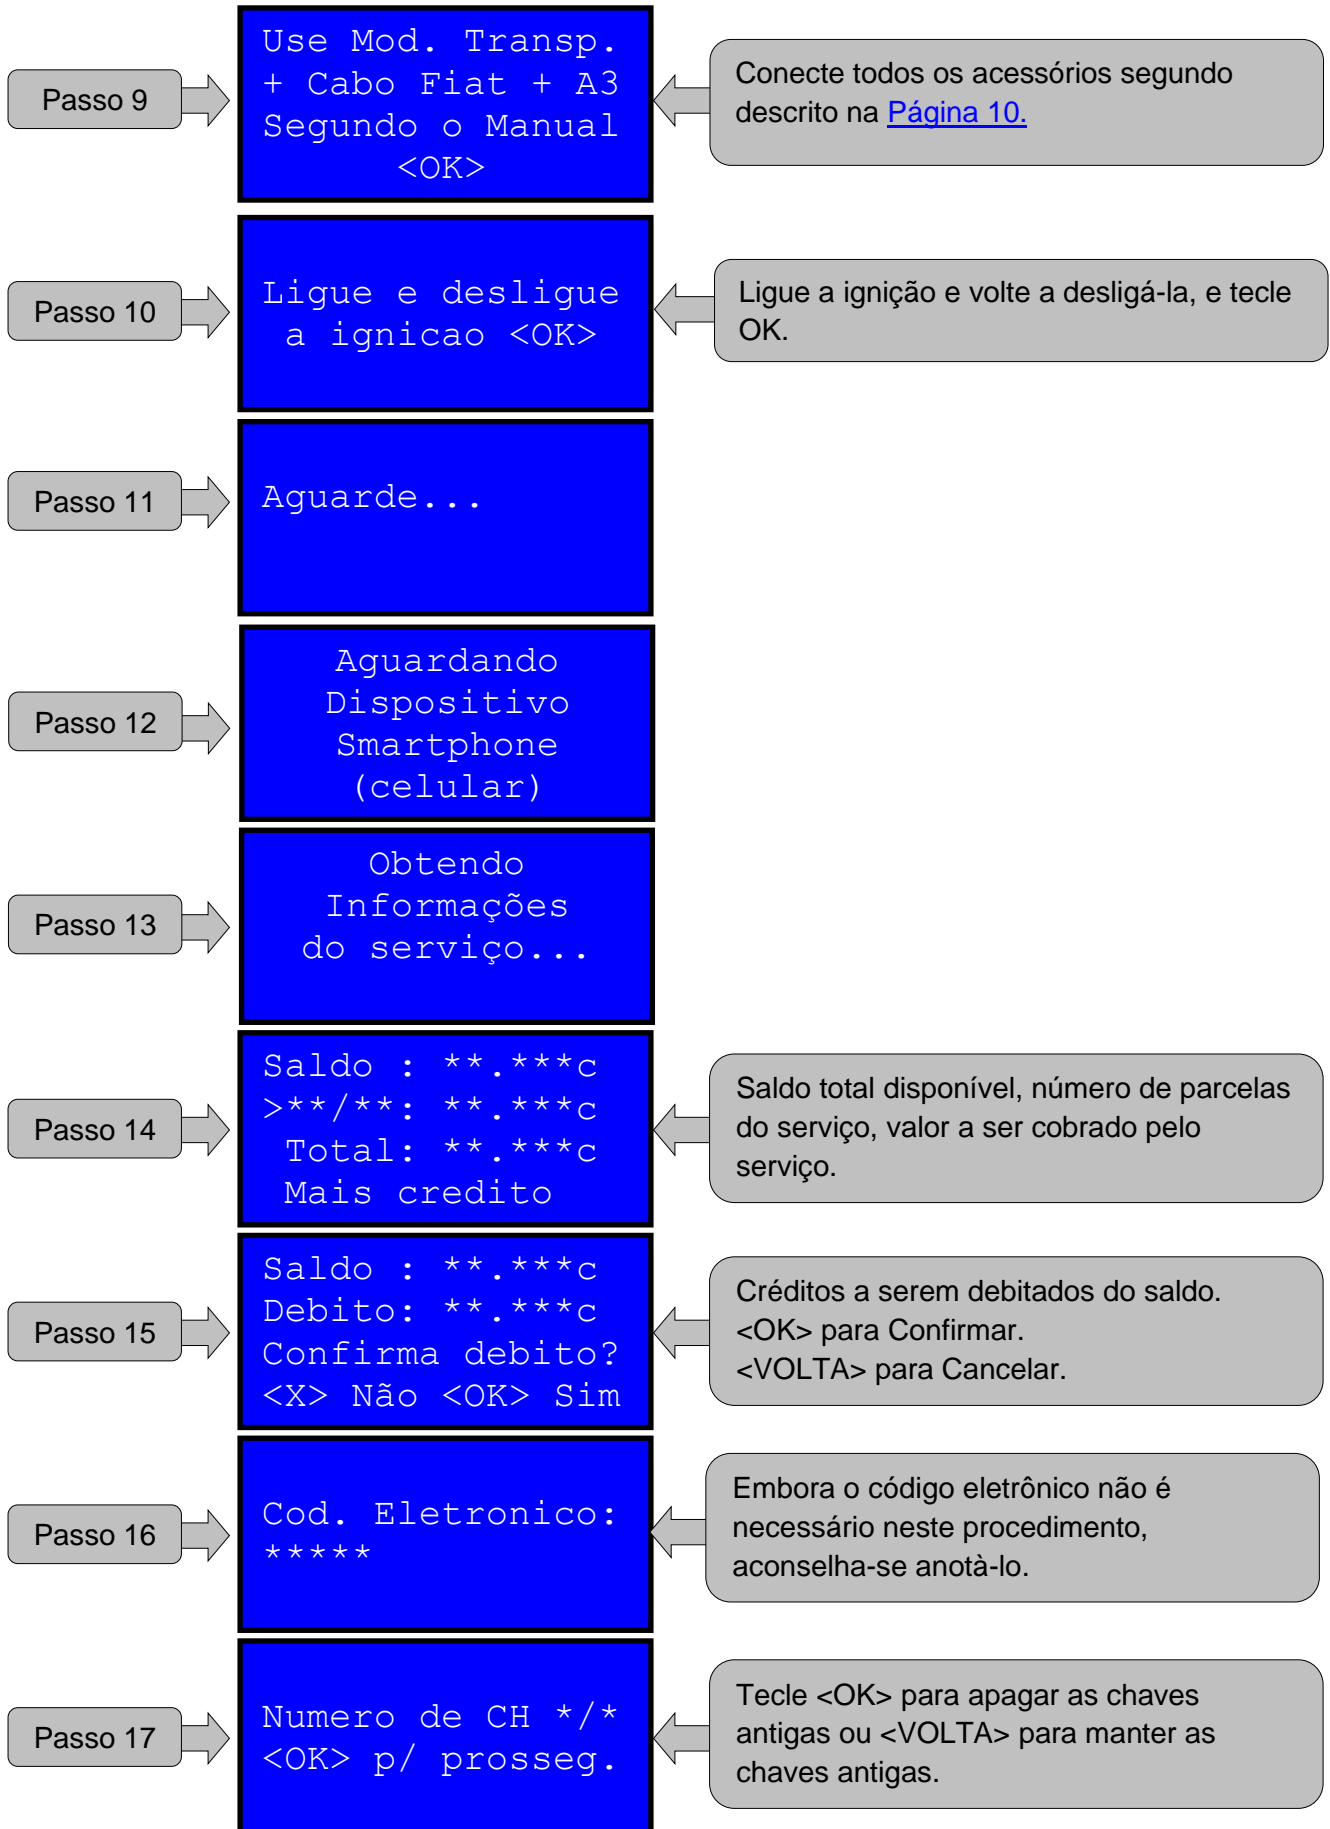 Passo 9
Use Mod. Transp.
+ Cabo Fiat + A3
Segundo o Manual
<OK>
Conecte todos os acessórios segundo
descrito na Página 10.
Passo 10
Ligue e desligue
a ignicao <OK>
Ligue a ignição e volte a desligá-la, e tecle
OK.
Passo 11
Aguarde...
Passo 12
Aguardando
Dispositivo
Smartphone
(celular)
Passo 13
Obtendo
Informações
do serviço...
Passo 14
Saldo : **.***c
>**/**: **.***c
Total: **.***c
Mais credito
Saldo total disponível, número de parcelas
do serviço, valor a ser cobrado pelo
serviço.
Passo 15
Saldo : **.***c
Debito: **.***c
Confirma debito?
<X> Não <OK> Sim
Créditos a serem debitados do saldo.
<OK> para Confirmar.
<VOLTA> para Cancelar.
Passo 16
Cod. Eletronico:
*****
Embora o código eletrônico não é
necessário neste procedimento,
aconselha-se anotà-lo.
Passo 17
Numero de CH */*
<OK> p/ prosseg.
Tecle <OK> para apagar as chaves
antigas ou <VOLTA> para manter as
chaves antigas.